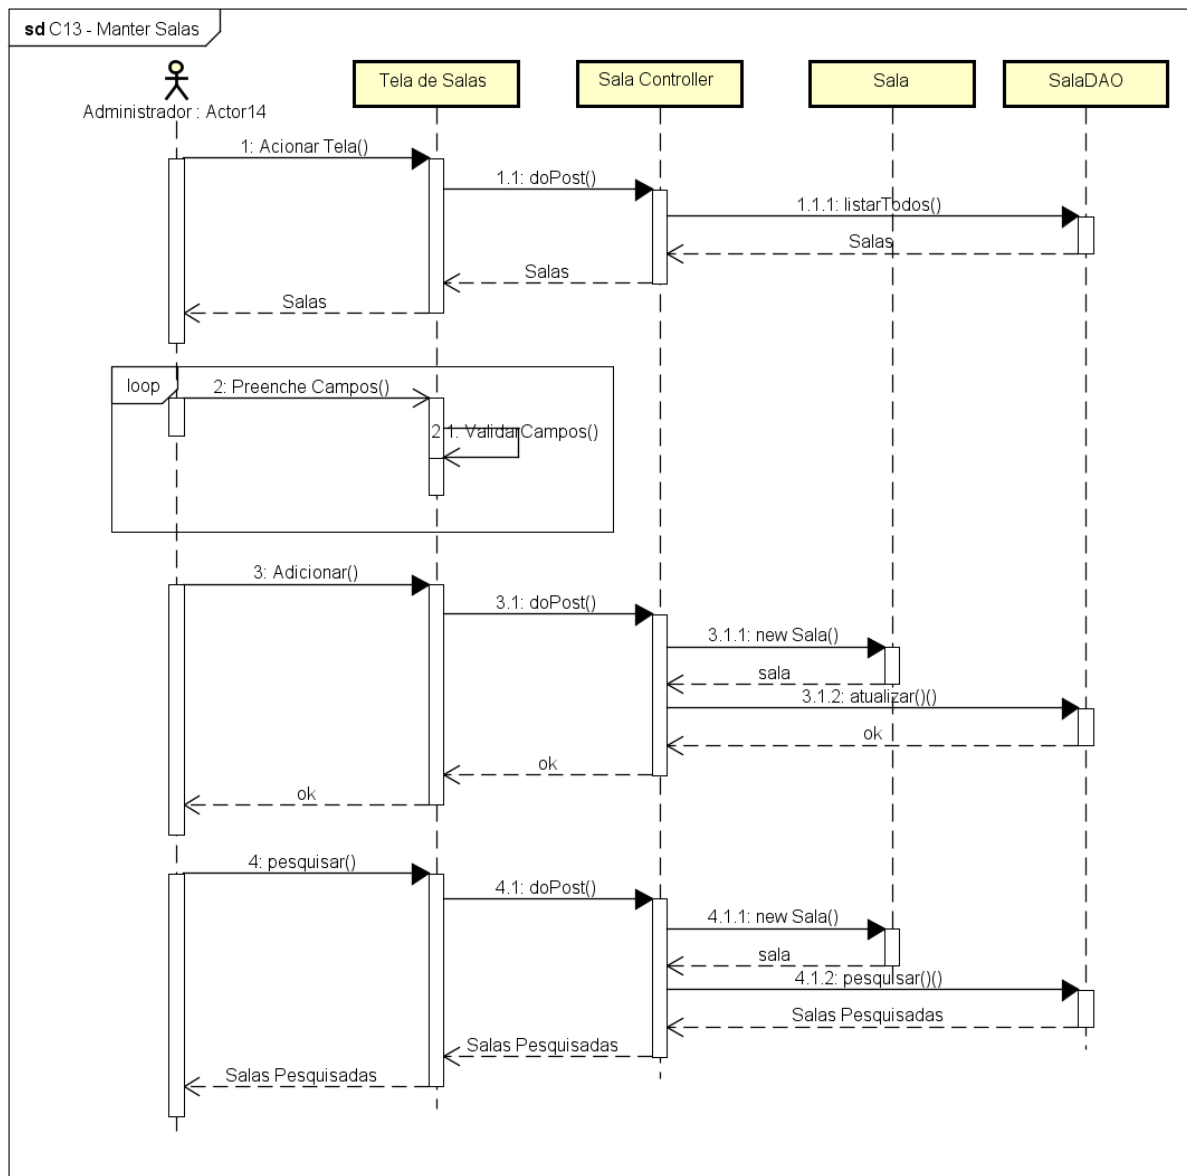 sd C13 - Manter Salas
Administrador : Actor14
Tela de Salas
Sala Controller
Sala
SalaDAO
1: Acionar Tela()
1.1: doPost()
1.1.1: listarTodos()
Salas
Salas
Salas
loop
2: Preenche Campos()
2.1: ValidarCampos()
3: Adicionar()
3.1: doPost()
3.1.1: new Sala()
sala
3.1.2: atualizar()()
ok
ok
ok
4: pesquisar()
4.1: doPost()
4.1.1: new Sala()
sala
4.1.2: pesquisar()()
Salas Pesquisadas
Salas Pesquisadas
Salas Pesquisadas